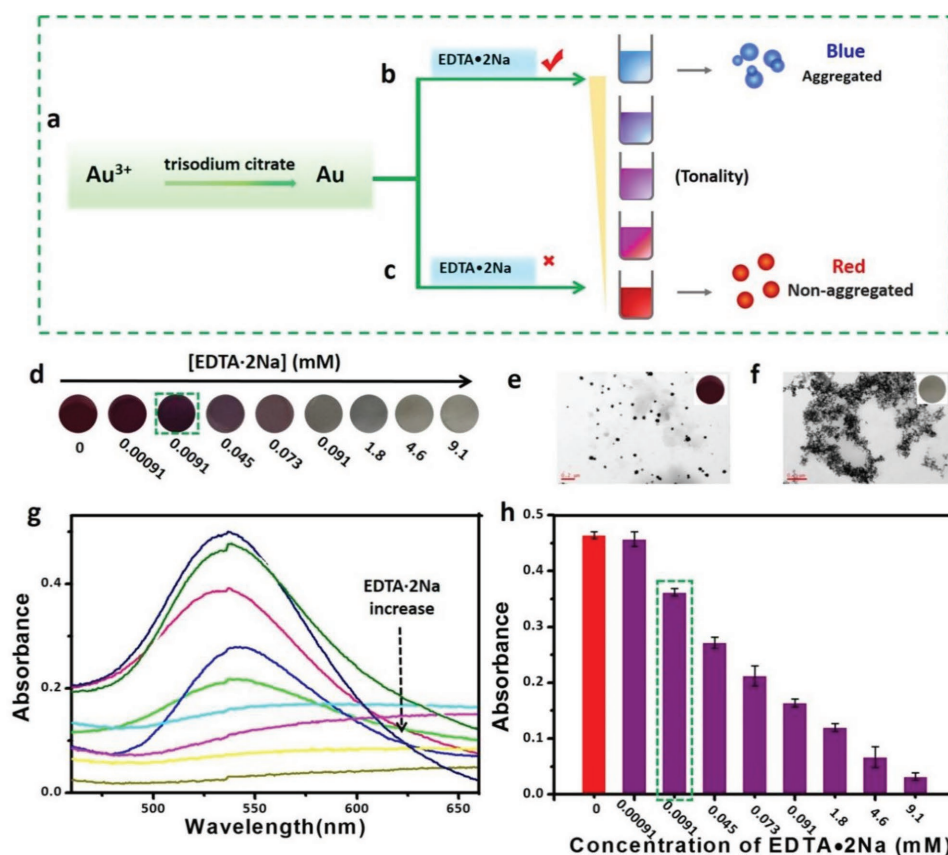 a
Au³⁺
trisodium citrate
Au
b
EDTA•2Na
c
EDTA•2Na
(Tonality)
Blue
Aggregated
Red
Non-aggregated
d
[EDTA·2Na] (mM)
0
0.00091
0.0091
0.045
0.073
0.091
1.8
4.6
9.1
e
f
g
Absorbance
0.4
0.2
0.0
EDTA·2Na
increase
500
550
600
650
Wavelength(nm)
h
Absorbance
0.5
0.4
0.3
0.2
0.1
0.0
0
0.00091
0.0091
0.045
0.073
0.091
1.8
4.6
9.1
Concentration of EDTA•2Na (mM)